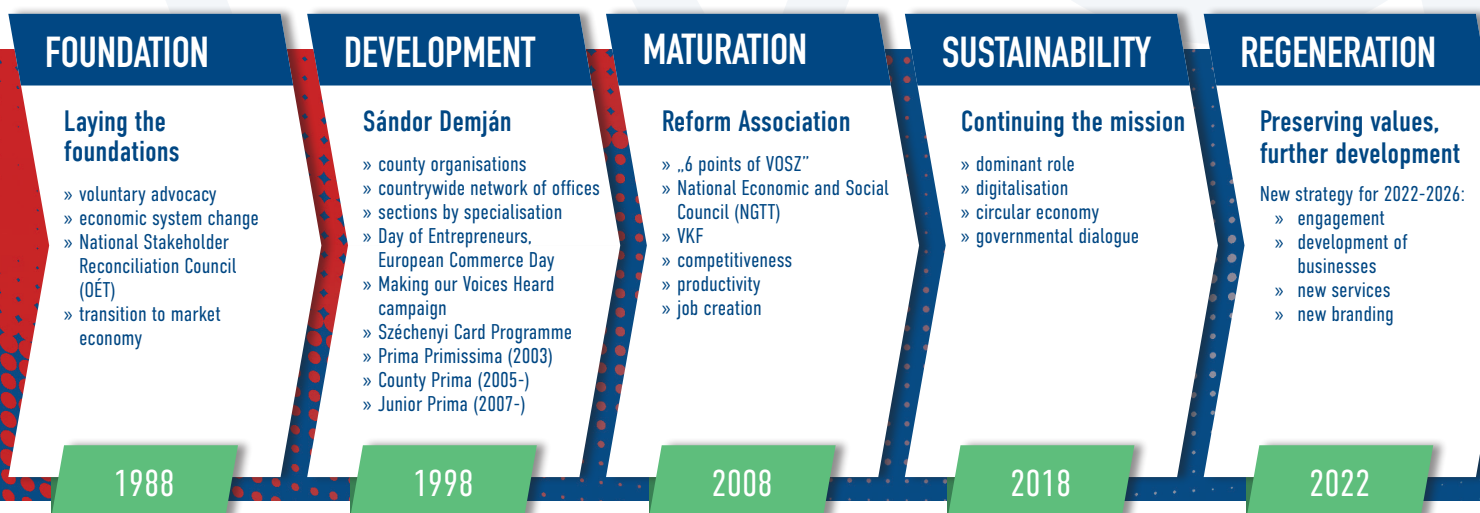 FOUNDATION
Laying the
foundations
» voluntary advocacy
» economic system change
» National Stakeholder
Reconciliation Council
(OÉT)
» transition to market
economy
1988
DEVELOPMENT
Sándor Demján
» county organisations
» countrywide network of offices
» sections by specialisation
» Day of Entrepreneurs,
European Commerce Day
» Making our Voices Heard
campaign
» Széchenyi Card Programme
» Prima Primissima (2003)
» County Prima (2005-)
» Junior Prima (2007-)
1998
MATURATION
Reform Association
» „6 points of VOSZ”
» National Economic and Social
Council (NGTT)
» VKF
» competitiveness
» productivity
» job creation
2008
SUSTAINABILITY
Continuing the mission
» dominant role
» digitalisation
» circular economy
» governmental dialogue
2018
REGENERATION
Preserving values,
further development
New strategy for 2022-2026:
» engagement
» development of
businesses
» new services
» new branding
2022